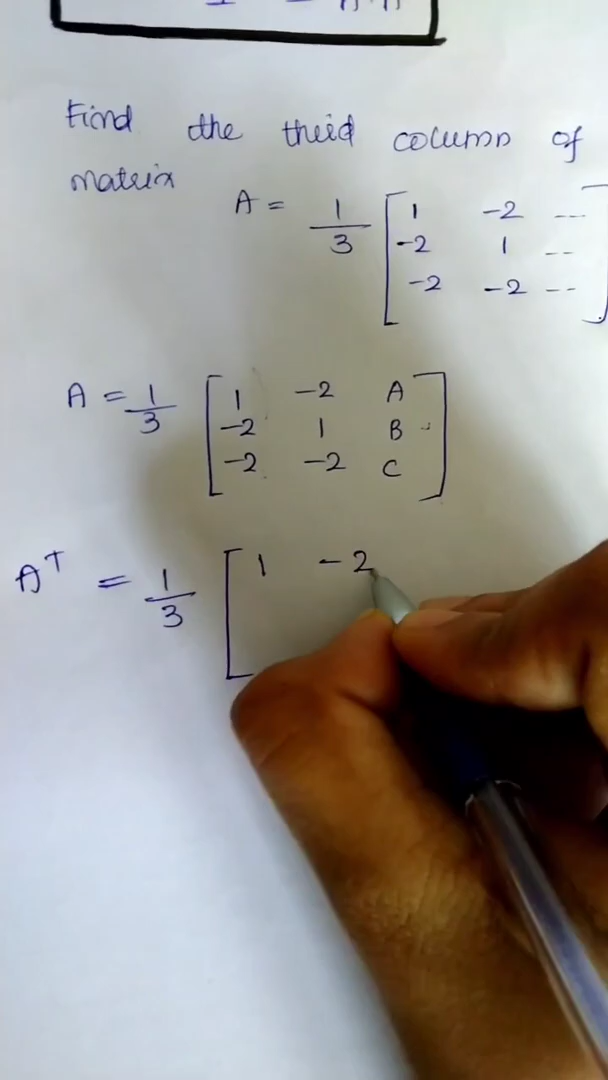 Find the theid column of
matrix
A = 1/3 [ 1 -2 ---
-2 1 --
-2 -2 -- ]
A = 1/3 [ 1 -2 A
-2 1 B
-2 -2 C ]
A^T = 1/3 [ 1 -2